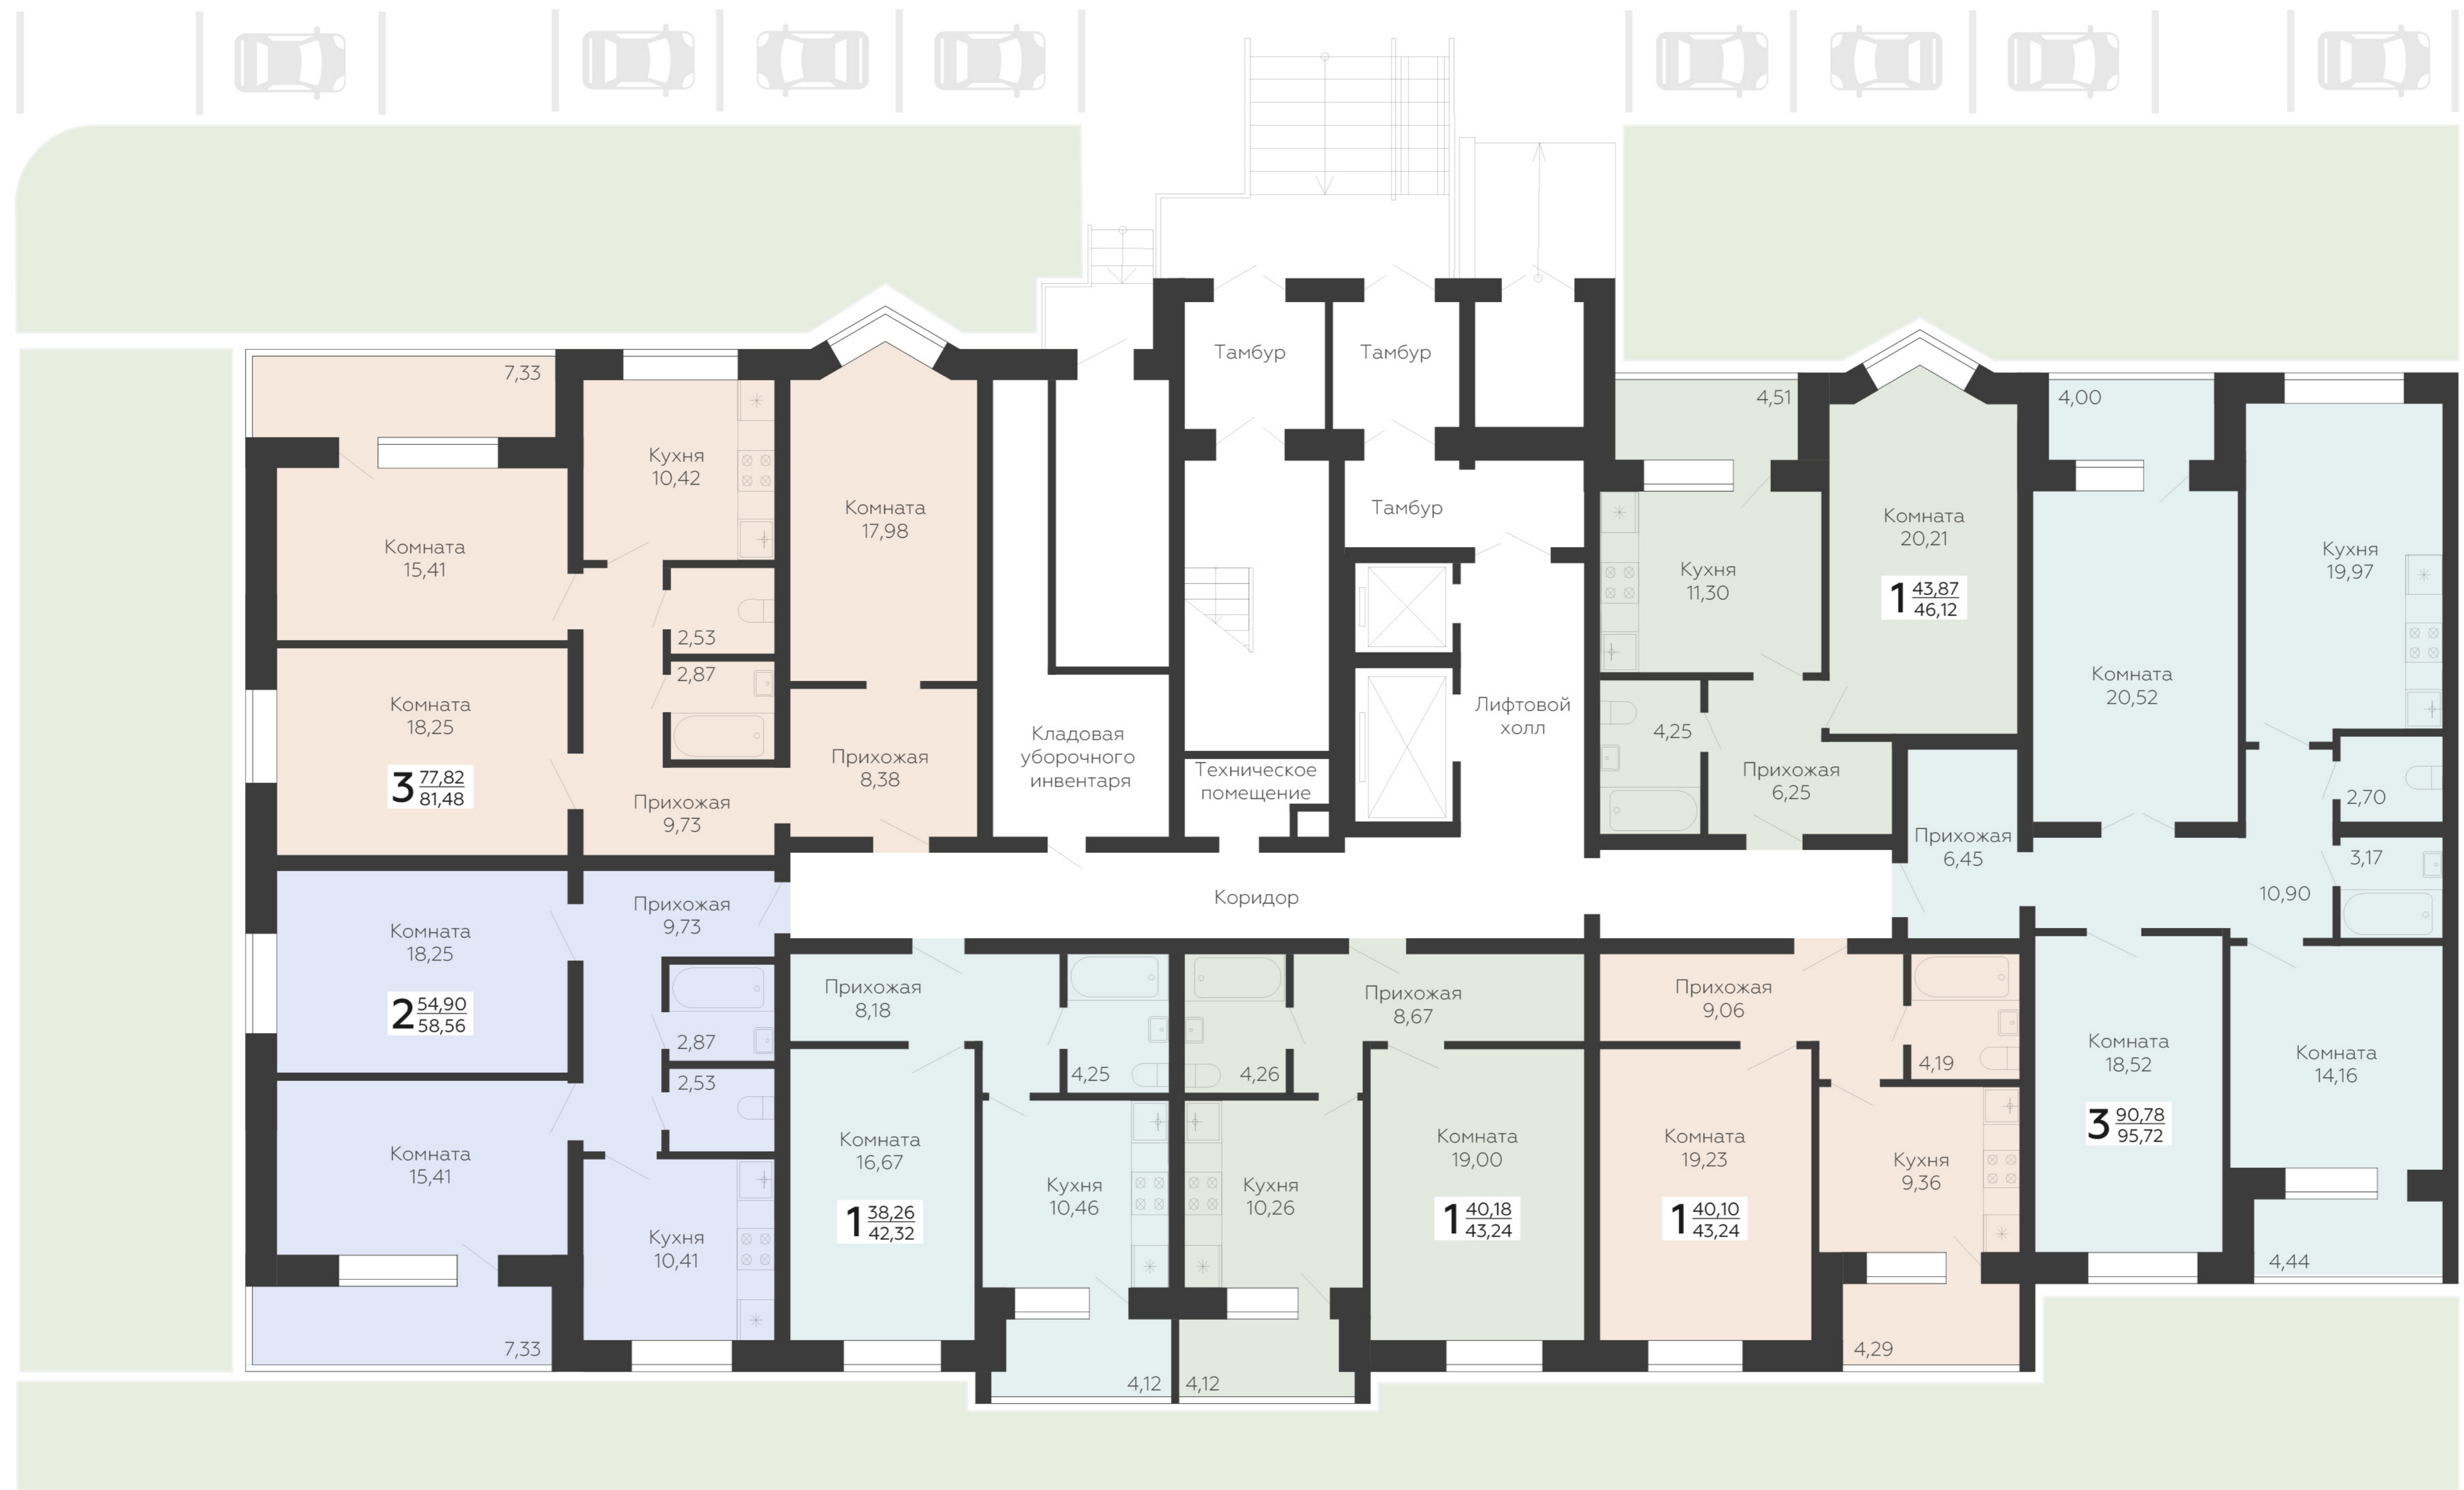 7,33
Кухня
10,42
Комната
15,41
2,53
2,87
Комната
18,25
3 77,82
81,48
Прихожая
9,73
Комната
17,98
Прихожая
8,38
Кладовая
уборочного
инвентаря
Тамбур
Тамбур
Тамбур
Техническое
помещение
Лифтовой
холл
Коридор
4,51
Кухня
11,30
Комната
20,21
1 43,87
46,12
4,25
Прихожая
6,25
4,00
Комната
20,52
Кухня
19,97
Прихожая
6,45
2,70
3,17
10,90
Комната
18,52
3 90,78
95,72
Комната
14,16
4,44
Прихожая
9,73
Комната
18,25
2 54,90
58,56
2,87
2,53
Комната
15,41
Кухня
10,41
7,33
Прихожая
8,18
4,25
Комната
16,67
1 38,26
42,32
Кухня
10,46
4,12
Прихожая
8,67
4,26
Кухня
10,26
Комната
19,00
1 40,18
43,24
4,12
Прихожая
9,06
4,19
Комната
19,23
1 40,10
43,24
Кухня
9,36
4,29